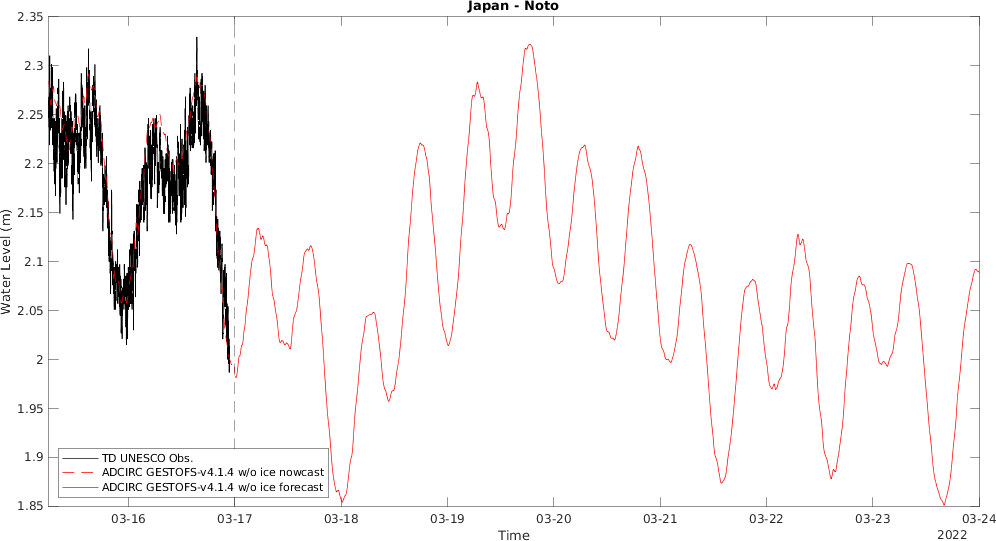 Japan - Noto
2.35
2.3
2.25
2.2
2.15
2.1
2.05
2
1.95
1.9
1.85
Water Level (m)
TD UNESCO Obs.
ADCIRC GESTOFS-v4.1.4 w/o ice nowcast
ADCIRC GESTOFS-v4.1.4 w/o ice forecast
03-16 03-17 03-18 03-19 03-20 03-21 03-22 03-23 03-24
Time
2022